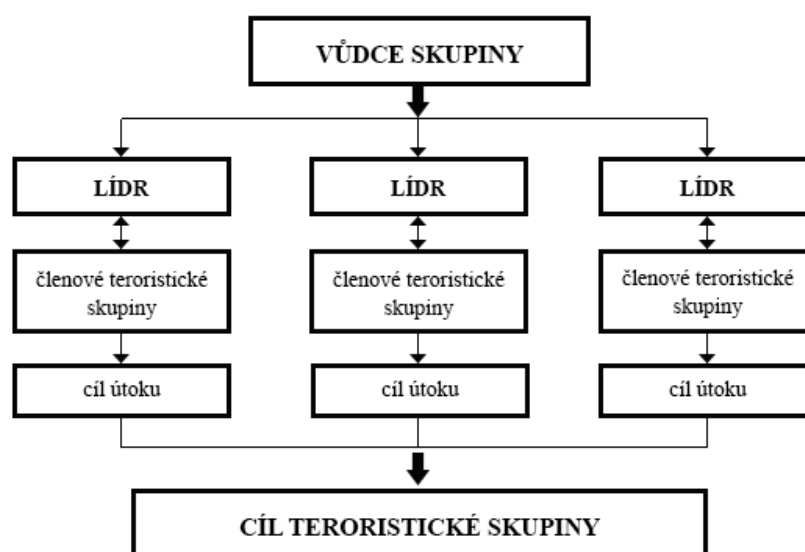 VŮDCE SKUPINY
LÍDR
LÍDR
LÍDR
členové teroristické
skupiny
členové teroristické
skupiny
členové teroristické
skupiny
cíl útoku
cíl útoku
cíl útoku
CÍL TERORISTICKÉ SKUPINY